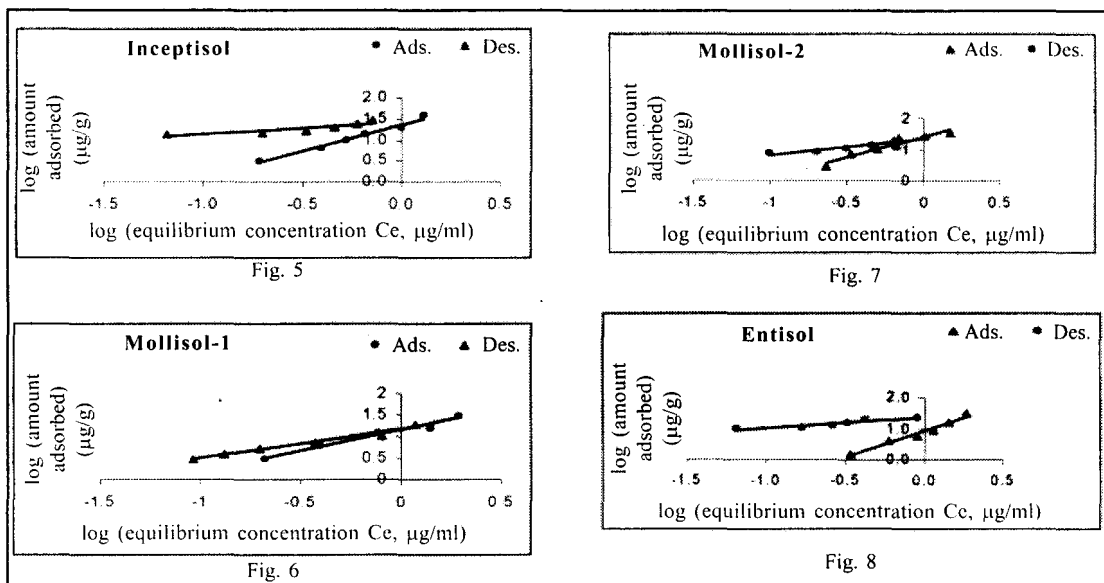 Inceptisol
Ads. Des.
log (amount
adsorbed)
(µg/g)
2.0
1.5
1.0
0.5
0.0
-1.5 -1.0 -0.5 0.0 0.5
log (equilibrium concentration Ce, µg/ml)
Fig. 5
Mollisol-2
Ads. Des.
log (amount
adsorbed)
(µg/g)
2
1
0
-1.5 -1 -0.5 0 0.5
log (equilibrium concentration Ce, µg/ml)
Fig. 7
Mollisol-1
Ads. Des.
log (amount
adsorbed)
(µg/g)
2
1.5
1
0.5
0
-1.5 -1 -0.5 0 0.5
log (equilibrium concentration Ce, µg/ml)
Fig. 6
Entisol
Ads. Des.
log (amount
adsorbed)
(µg/g)
2.0
1.0
0.0
-1.5 -1.0 -0.5 0.0 0.5
log (equilibrium concentration Ce, µg/ml)
Fig. 8